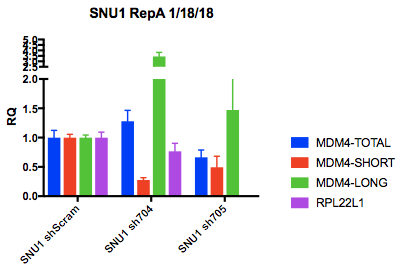 SNU1 RepA 1/18/18
5.0
4.5
4.0
3.5
3.0
2.5
2.0
1.5
1.0
0.5
0.0
RQ
SNU1 shScram
SNU1 sh704
SNU1 sh705
MDM4-TOTAL
MDM4-SHORT
MDM4-LONG
RPL22L1